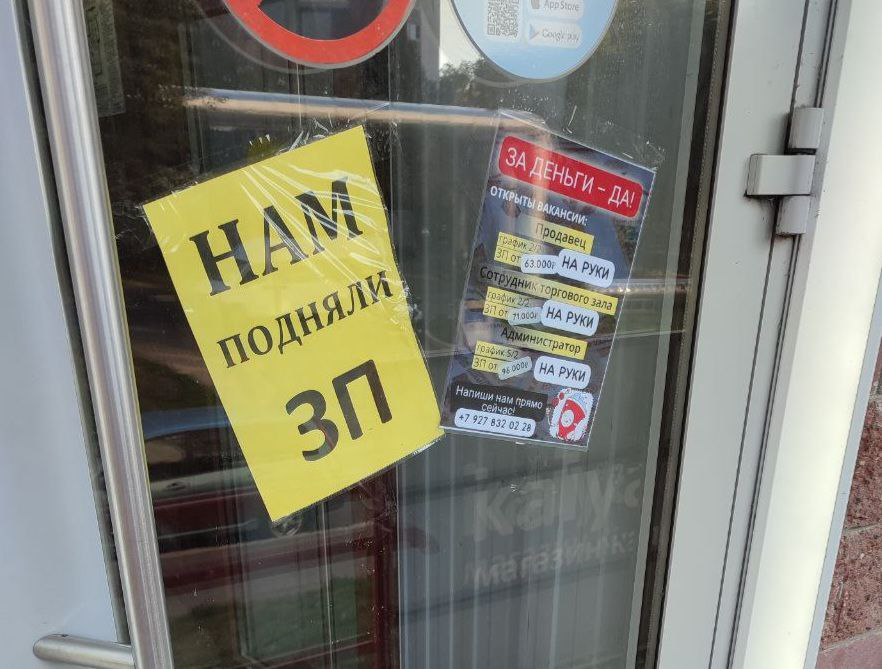 App Store
Google play
НАМ
ПОДНЯЛИ
ЗП
ЗА ДЕНЬГИ - ДА!
ОТКРЫТЫ ВАКАНСИИ:
Продавец
график 2/2
ЗП от 63.000₽ НА РУКИ
Сотрудник торгового зала
график 2/2
ЗП от 71.000₽ НА РУКИ
Администратор
график 5/2
ЗП от 96 000₽ НА РУКИ
Напиши нам прямо
сейчас!
+7 927 832 02 28
kalya